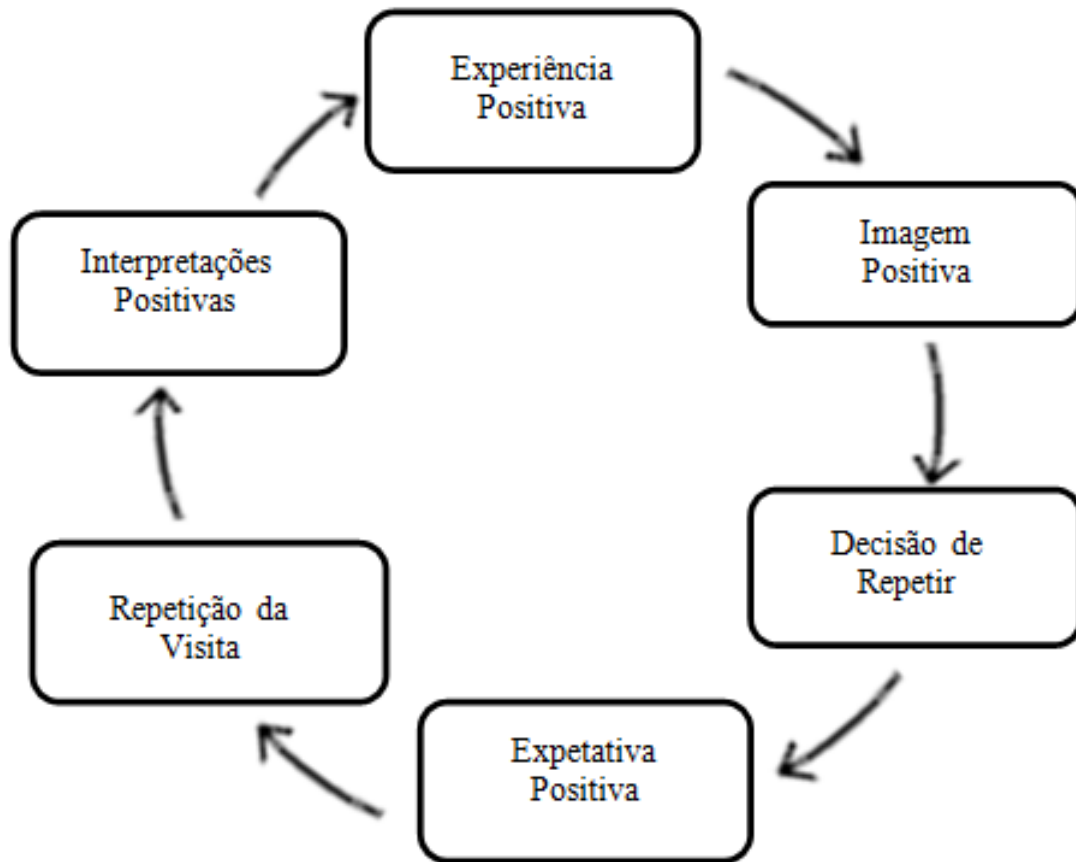 Experiência
Positiva
Imagem
Positiva
Decisão de
Repetir
Expetativa
Positiva
Repetição da
Visita
Interpretações
Positivas